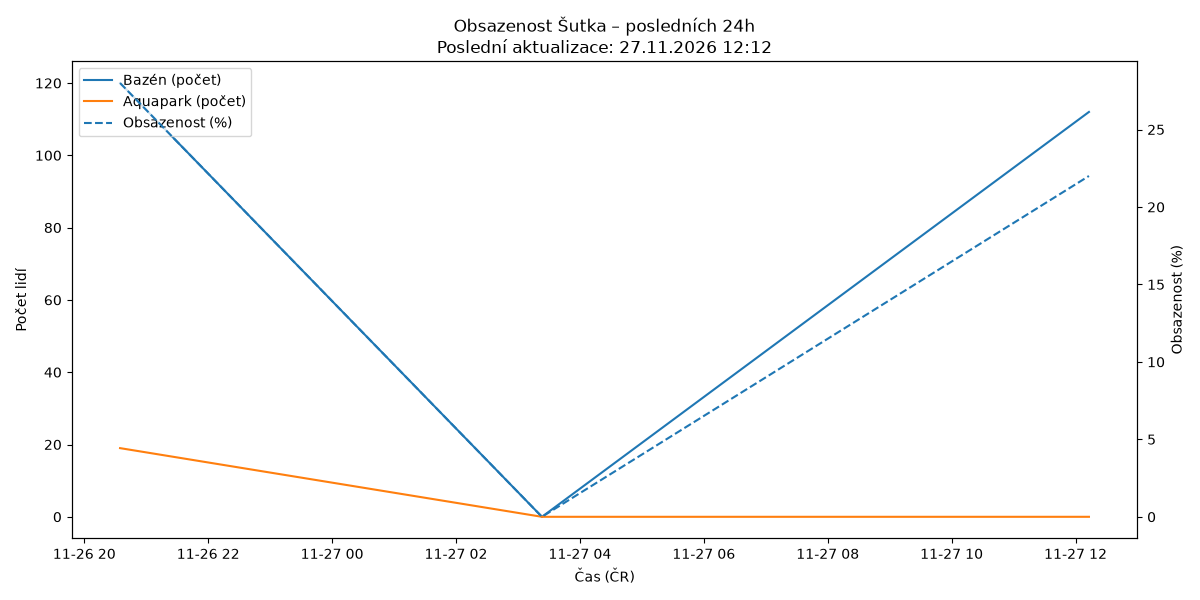 Obsazenost Šutka – posledních 24h
Poslední aktualizace: 27.11.2026 12:12
Bazén (počet)
Aquapark (počet)
Obsazenost (%)
Počet lidí
120
100
80
60
40
20
0
25
20
15
10
5
0
Obsazenost (%)
11-26 20
11-26 22
11-27 00
11-27 02
11-27 04
11-27 06
11-27 08
11-27 10
11-27 12
Čas (ČR)